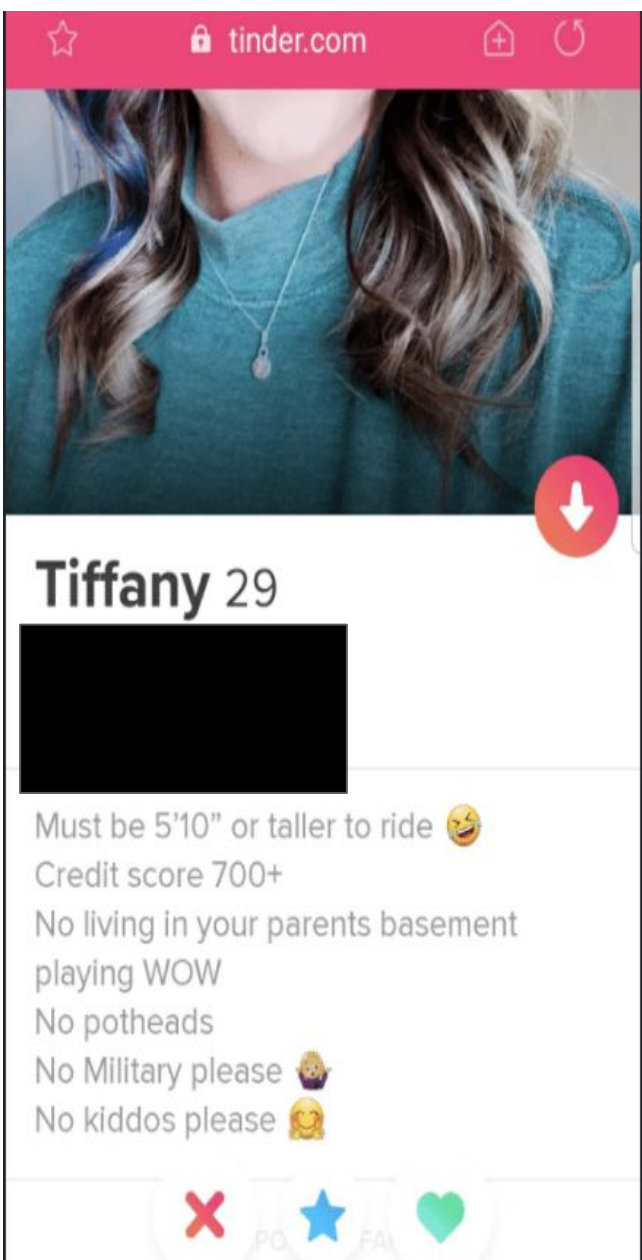 tinder.com
Tiffany 29
Must be 5'10” or taller to ride 😆
Credit score 700+
No living in your parents basement
playing WOW
No potheads
No Military please 🤷🏼‍♀️
No kiddos please 🤗